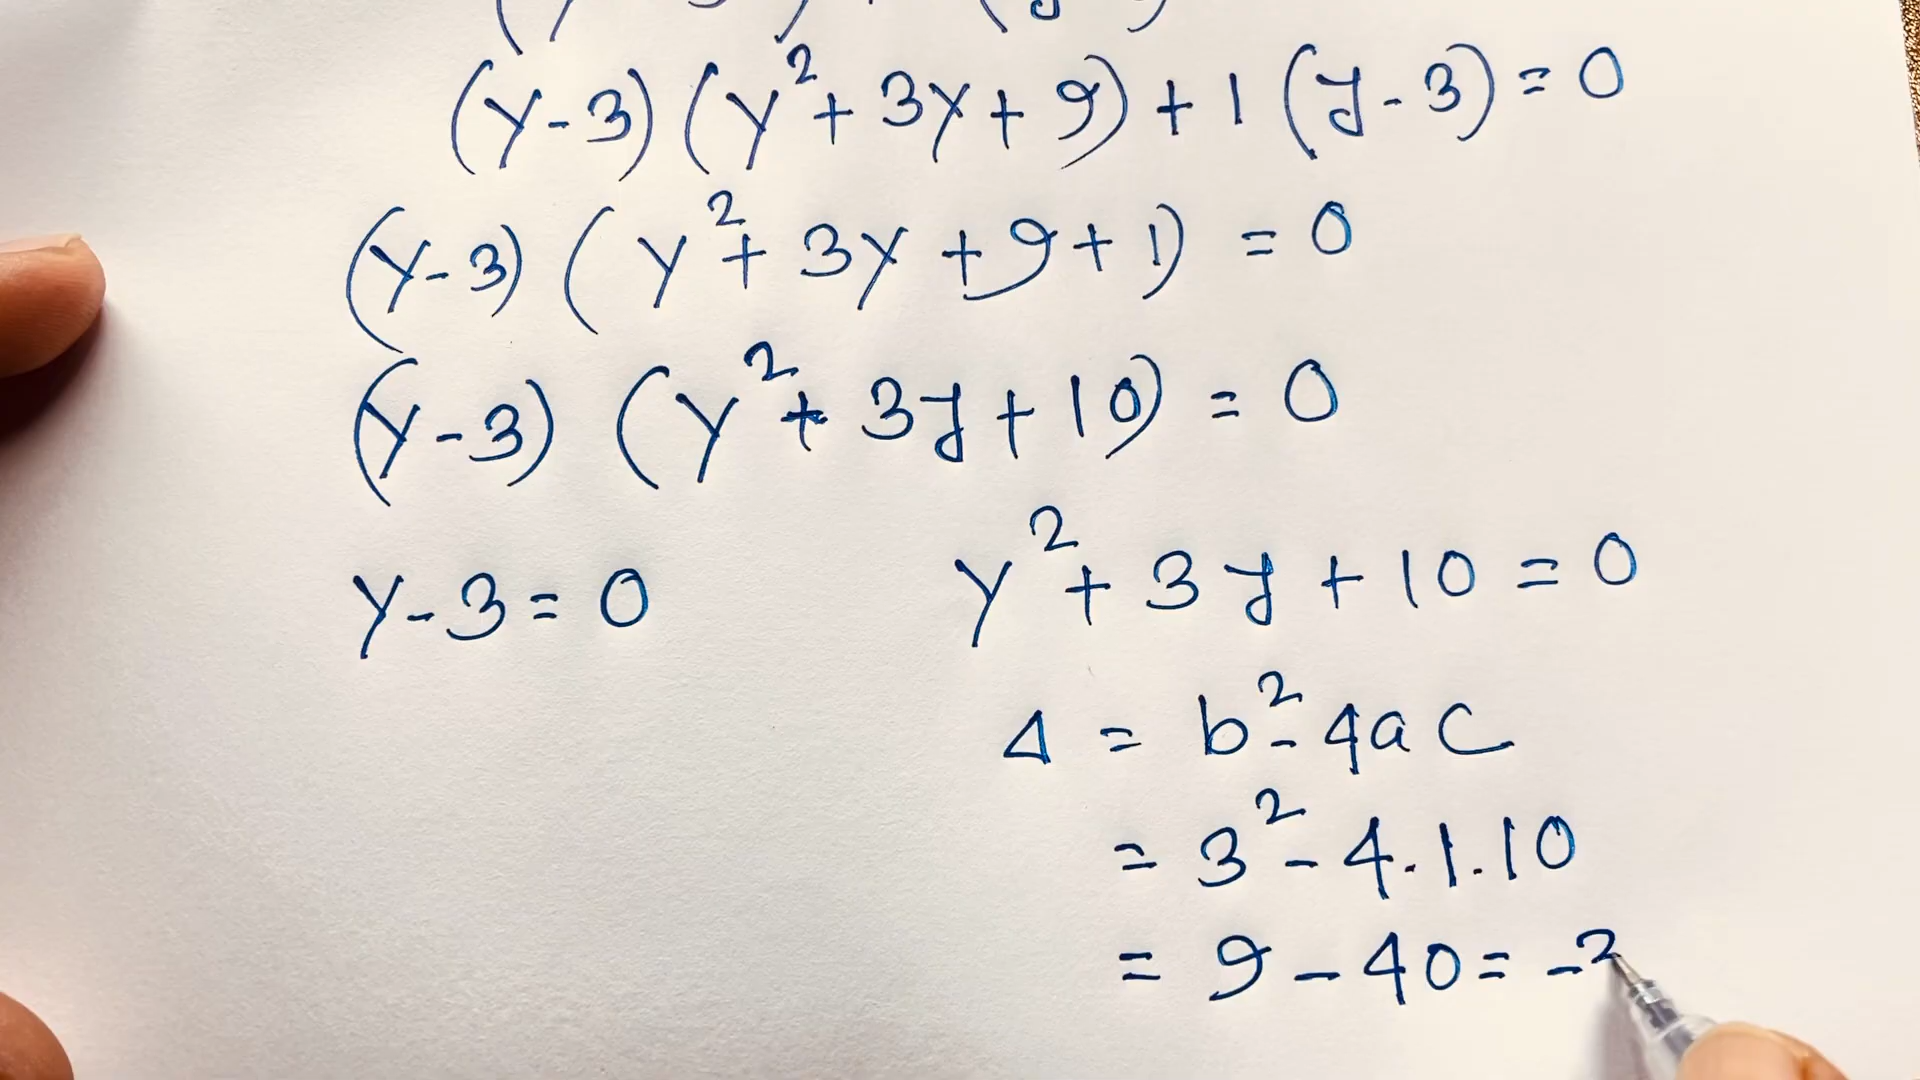 (y-3)(y²+3y+9)+1(y-3)=0
(y-3)(y²+3y+9+1)=0
(y-3)(y²+3y+10)=0
y-3=0
y²+3y+10=0
Δ = b²-4ac
= 3²-4.1.10
= 9-40=-